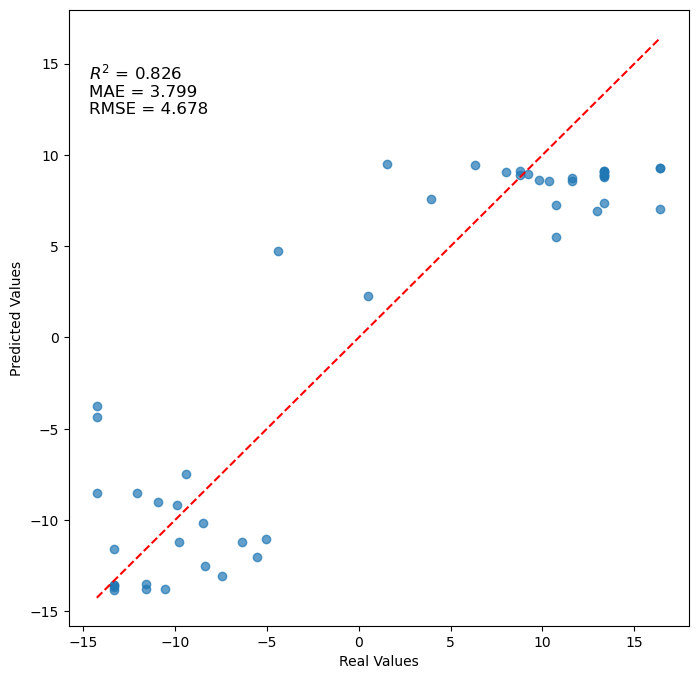 R² = 0.826
MAE = 3.799
RMSE = 4.678
15
10
5
0
−5
−10
−15
Predicted Values
−15 −10 −5 0 5 10 15
Real Values